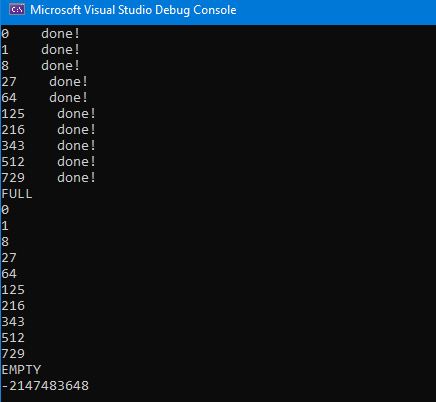 Microsoft Visual Studio Debug Console
0    done!
1    done!
8    done!
27    done!
64    done!
125    done!
216    done!
343    done!
512    done!
729    done!
FULL
0
1
8
27
64
125
216
343
512
729
EMPTY
-2147483648